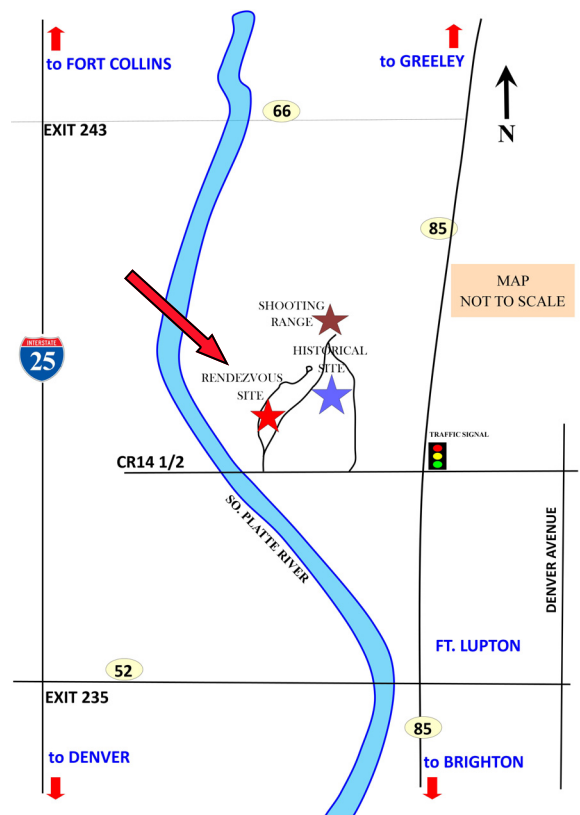 to FORT COLLINS
to GREELEY
66
EXIT 243
N
85
MAP
NOT TO SCALE
SHOOTING
RANGE
INTERSTATE
25
HISTORICAL
SITE
RENDEZVOUS
SITE
TRAFFIC SIGNAL
CR14 1/2
SO. PLATTE RIVER
DENVER AVENUE
FT. LUPTON
52
EXIT 235
85
to DENVER
to BRIGHTON